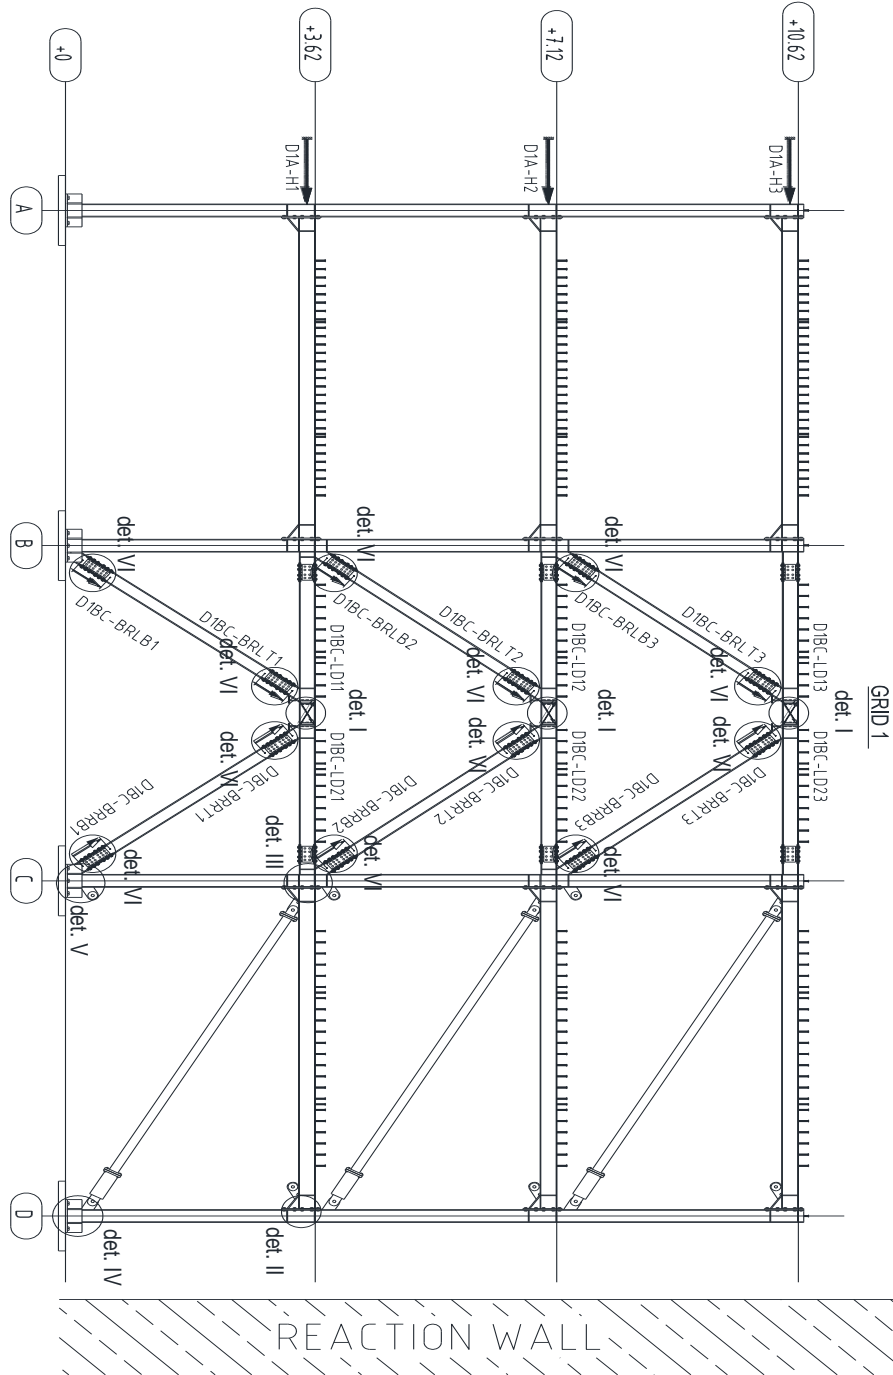 GRID 1
+10.62
+7.12
+3.62
+0
D1A-H3
D1A-H2
D1A-H1
D1BC-LD13
D1BC-LD23
det. I
det. VI
det. VI
det. VI
det. VI
D1BC-BRLT3
D1BC-BRLB3
D1BC-BRRT3
D1BC-BRRB3
D1BC-LD12
D1BC-LD22
det. I
det. VI
det. VI
det. VI
det. VI
D1BC-BRLT2
D1BC-BRLB2
D1BC-BRRT2
D1BC-BRRB2
D1BC-LD11
D1BC-LD21
det. I
det. VI
det. VI
det. VI
det. VI
D1BC-BRLT1
D1BC-BRLB1
D1BC-BRRT1
D1BC-BRRB1
det. III
det. V
det. II
det. IV
A
B
C
D
REACTION WALL